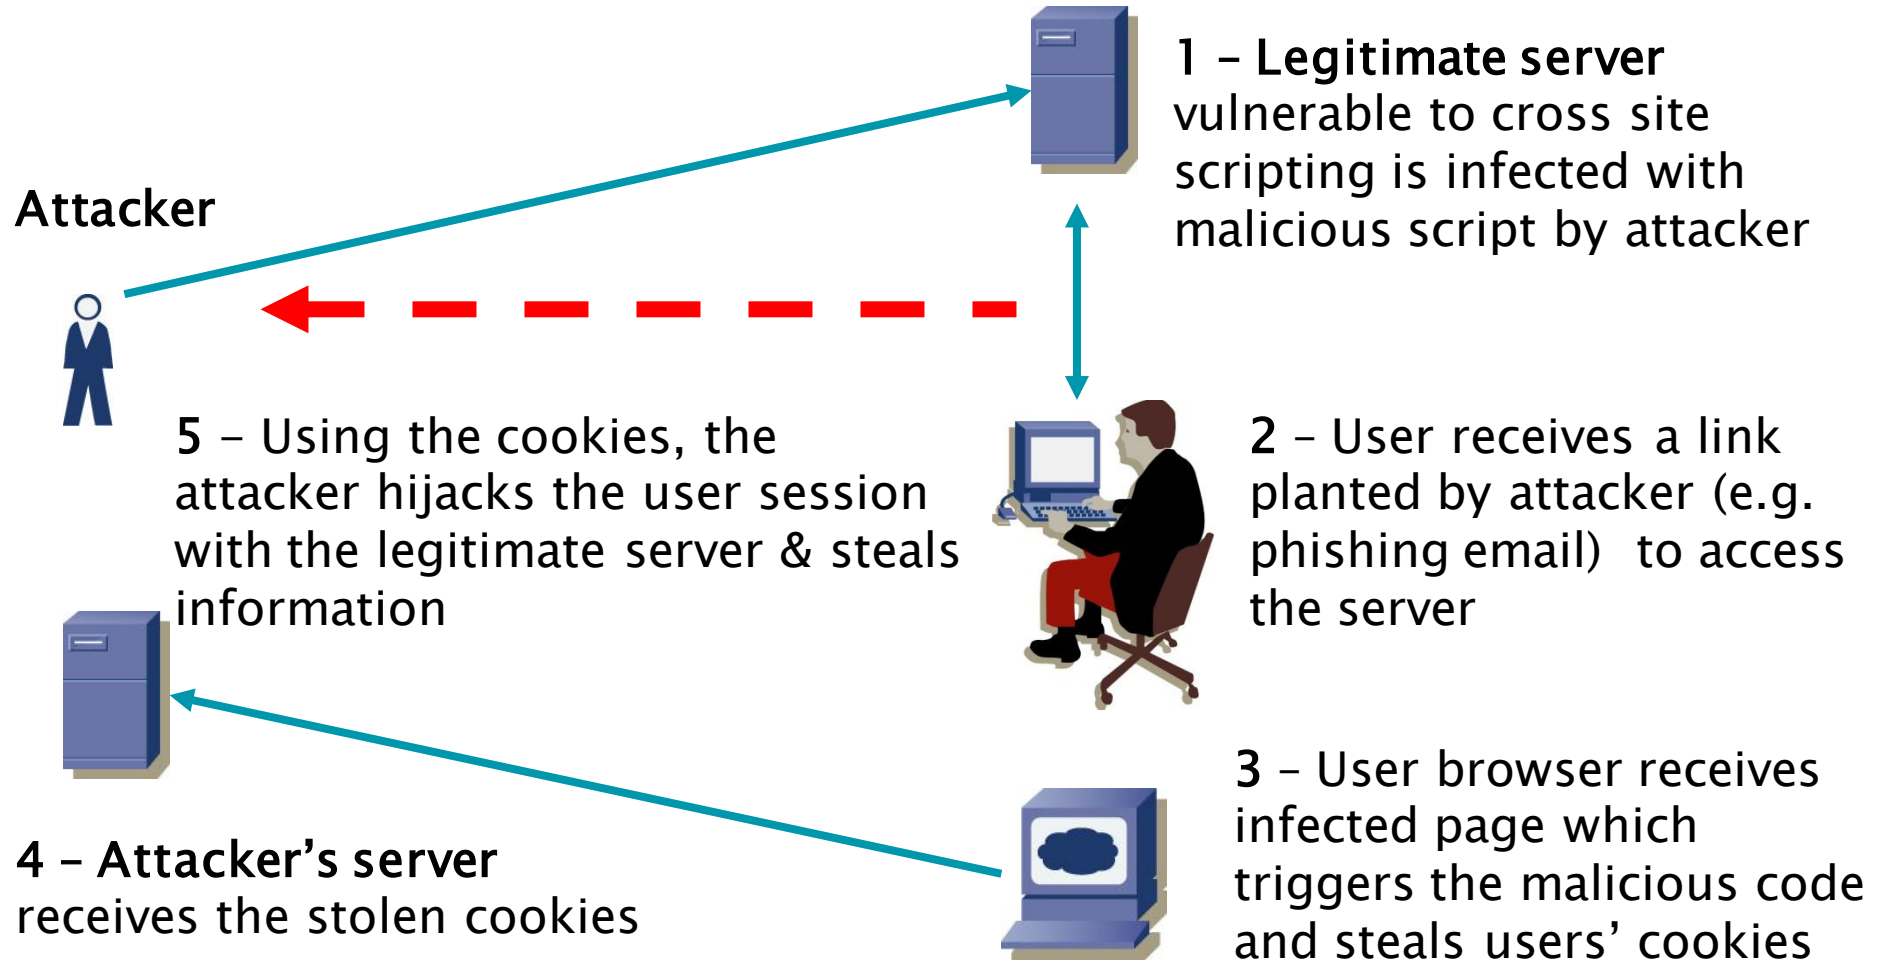 1 – Legitimate server
vulnerable to cross site
scripting is infected with
malicious script by attacker
Attacker
5 – Using the cookies, the
attacker hijacks the user session
with the legitimate server & steals
information
2 – User receives a link
planted by attacker (e.g.
phishing email) to access
the server
3 – User browser receives
infected page which
triggers the malicious code
and steals users’ cookies
4 – Attacker’s server
receives the stolen cookies